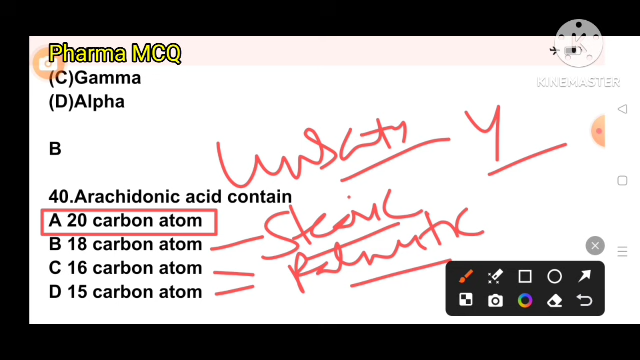 Pharma MCQ
KINEMASTER
(C)Gamma
(D)Alpha
B
Unsatu Y
40.Arachidonic acid contain
A 20 carbon atom
B 18 carbon atom Stearic
C 16 carbon atom Palmitic
D 15 carbon atom